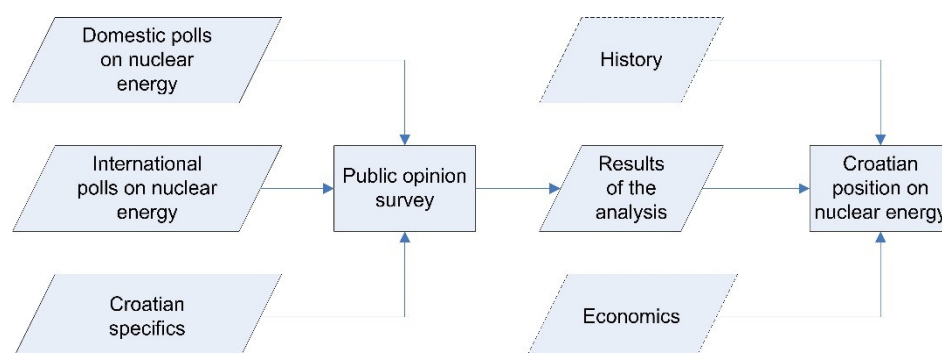 Domestic polls
on nuclear
energy
History
International
polls on nuclear
energy
Public opinion
survey
Results
of the
analysis
Croatian
position on
nuclear energy
Croatian
specifics
Economics